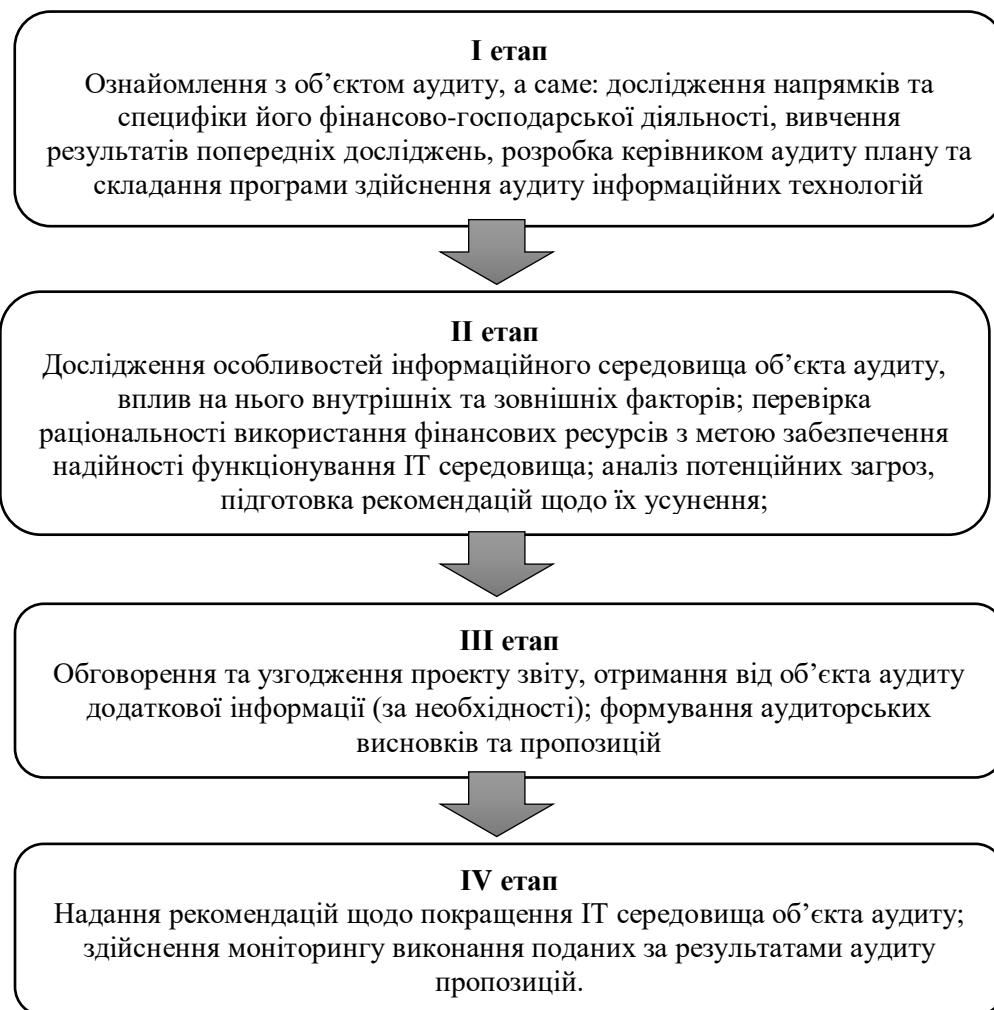 I етап
Ознайомлення з об’єктом аудиту, а саме: дослідження напрямків та
специфіки його фінансово-господарської діяльності, вивчення
результатів попередніх досліджень, розробка керівником аудиту плану та
складання програми здійснення аудиту інформаційних технологій
II етап
Дослідження особливостей інформаційного середовища об’єкта аудиту,
вплив на нього внутрішніх та зовнішніх факторів; перевірка
раціональності використання фінансових ресурсів з метою забезпечення
надійності функціонування ІТ середовища; аналіз потенційних загроз,
підготовка рекомендацій щодо їх усунення;
III етап
Обговорення та узгодження проекту звіту, отримання від об’єкта аудиту
додаткової інформації (за необхідності); формування аудиторських
висновків та пропозицій
IV етап
Надання рекомендацій щодо покращення ІТ середовища об’єкта аудиту;
здійснення моніторингу виконання поданих за результатами аудиту
пропозицій.